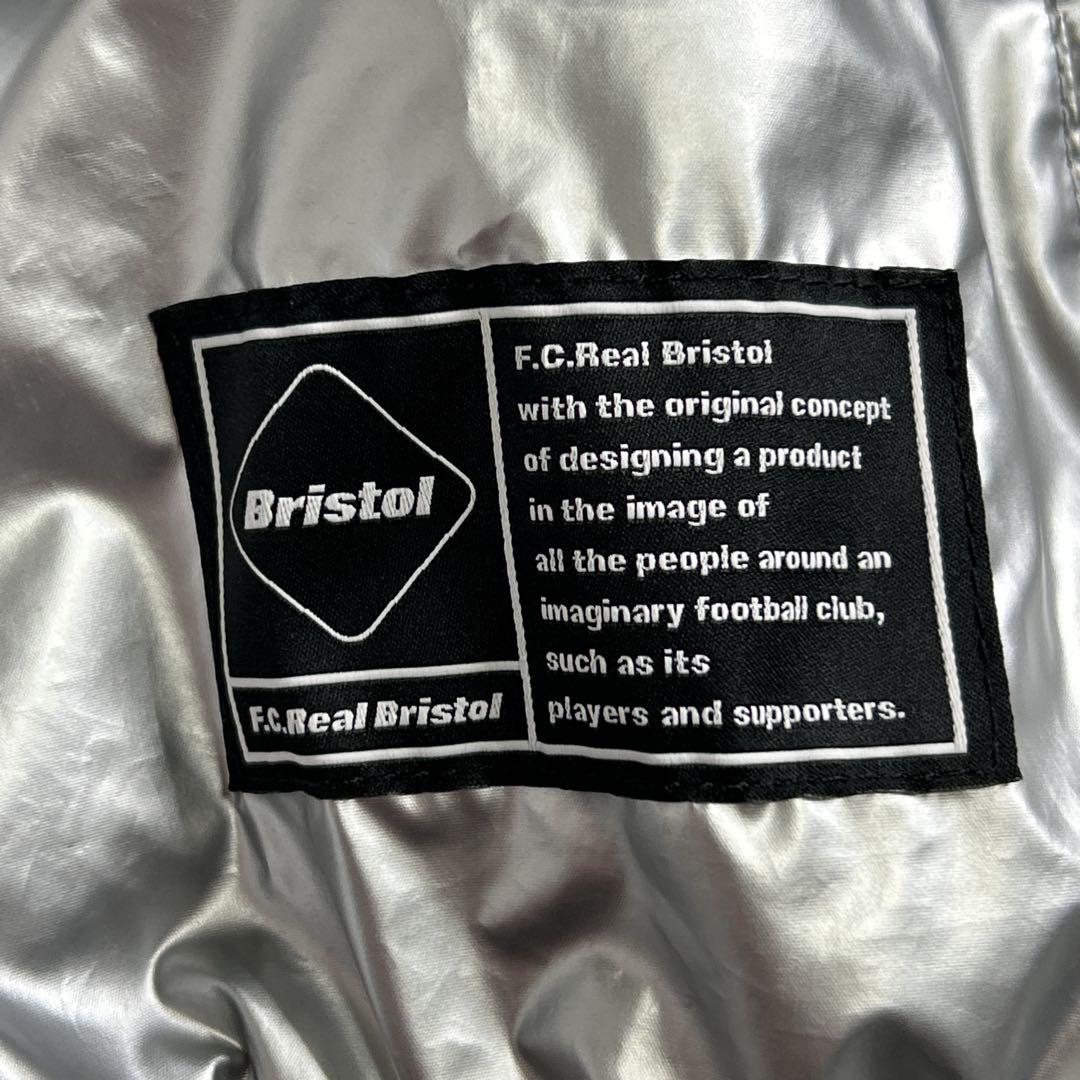 Bristol
F.C.Real Bristol
F.C.Real Bristol
with the original concept
of designing a product
in the image of
all the people around an
imaginary football club,
such as its
players and supporters.